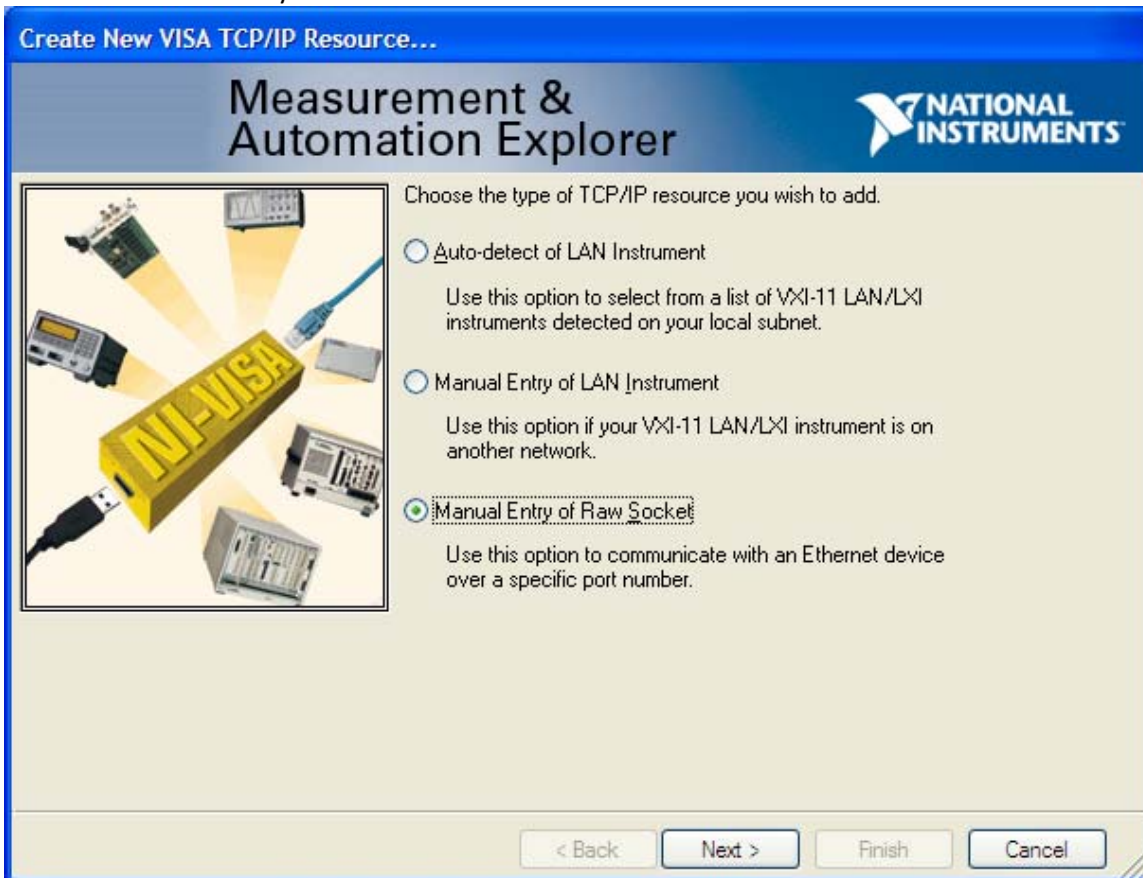 Create New VISA TCP/IP Resource...
Measurement &
Automation Explorer
NATIONAL
INSTRUMENTS
NI-VISA
Choose the type of TCP/IP resource you wish to add.
Auto-detect of LAN Instrument
Use this option to select from a list of VXI-11 LAN/LXI
instruments detected on your local subnet.
Manual Entry of LAN Instrument
Use this option if your VXI-11 LAN/LXI instrument is on
another network.
Manual Entry of Raw Socket
Use this option to communicate with an Ethernet device
over a specific port number.
< Back
Next >
Finish
Cancel